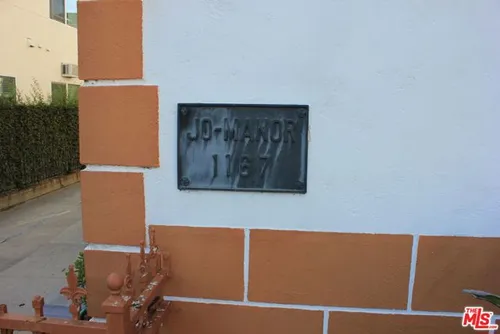 JO-MANOR
1167
THE
MLS